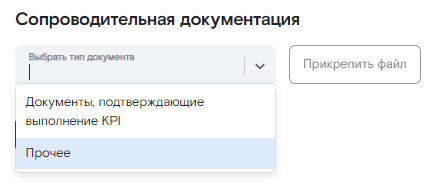 Сопроводительная документация
Выбрать тип документа
Прикрепить файл
Документы, подтверждающие
выполнение KPI
Прочее